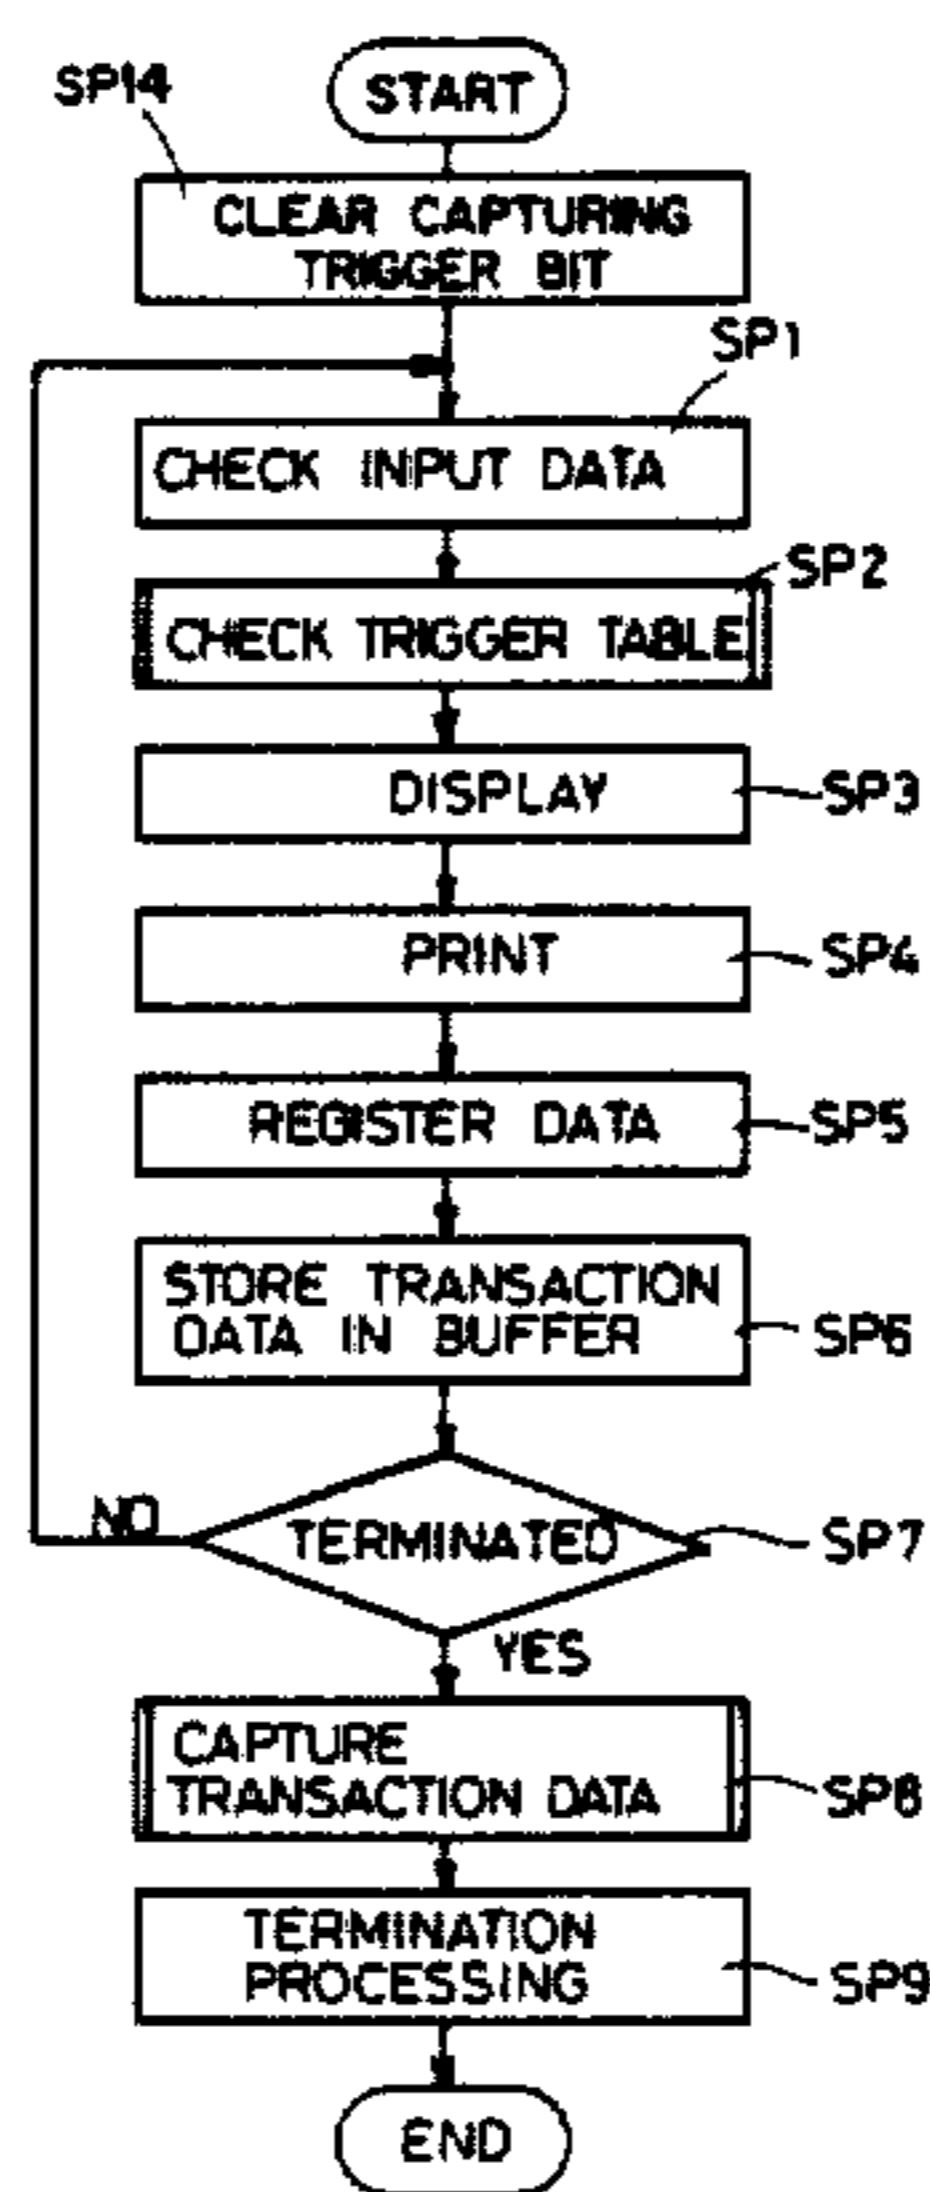 START
SP14
CLEAR CAPTURING
TRIGGER BIT
SP1
CHECK INPUT DATA
SP2
CHECK TRIGGER TABLE
DISPLAY
SP3
PRINT
SP4
REGISTER DATA
SP5
STORE TRANSACTION
DATA IN BUFFER
SP6
NO
TERMINATED
SP7
YES
CAPTURE
TRANSACTION DATA
SP8
TERMINATION
PROCESSING
SP9
END